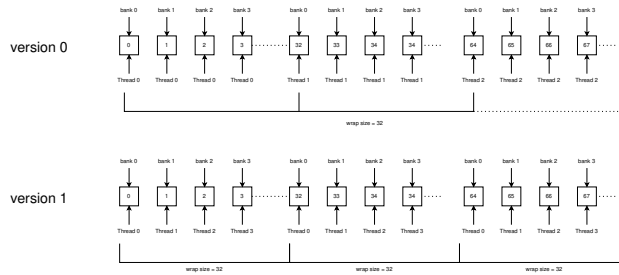 bank 0 bank 1 bank 2 bank 3 bank 0 bank 1 bank 2 bank 3 bank 0 bank 1 bank 2 bank 3
version 0
0 1 2 3 32 33 34 34 64 65 66 67
Thread 0 Thread 0 Thread 0 Thread 0 Thread 1 Thread 1 Thread 1 Thread 1 Thread 2 Thread 2 Thread 2 Thread 2
wrap size = 32
bank 0 bank 1 bank 2 bank 3 bank 0 bank 1 bank 2 bank 3 bank 0 bank 1 bank 2 bank 3
version 1
0 1 2 3 32 33 34 34 64 65 66 67
Thread 0 Thread 1 Thread 2 Thread 3 Thread 0 Thread 1 Thread 2 Thread 3 Thread 0 Thread 1 Thread 2 Thread 3
wrap size = 32 wrap size = 32 wrap size = 32